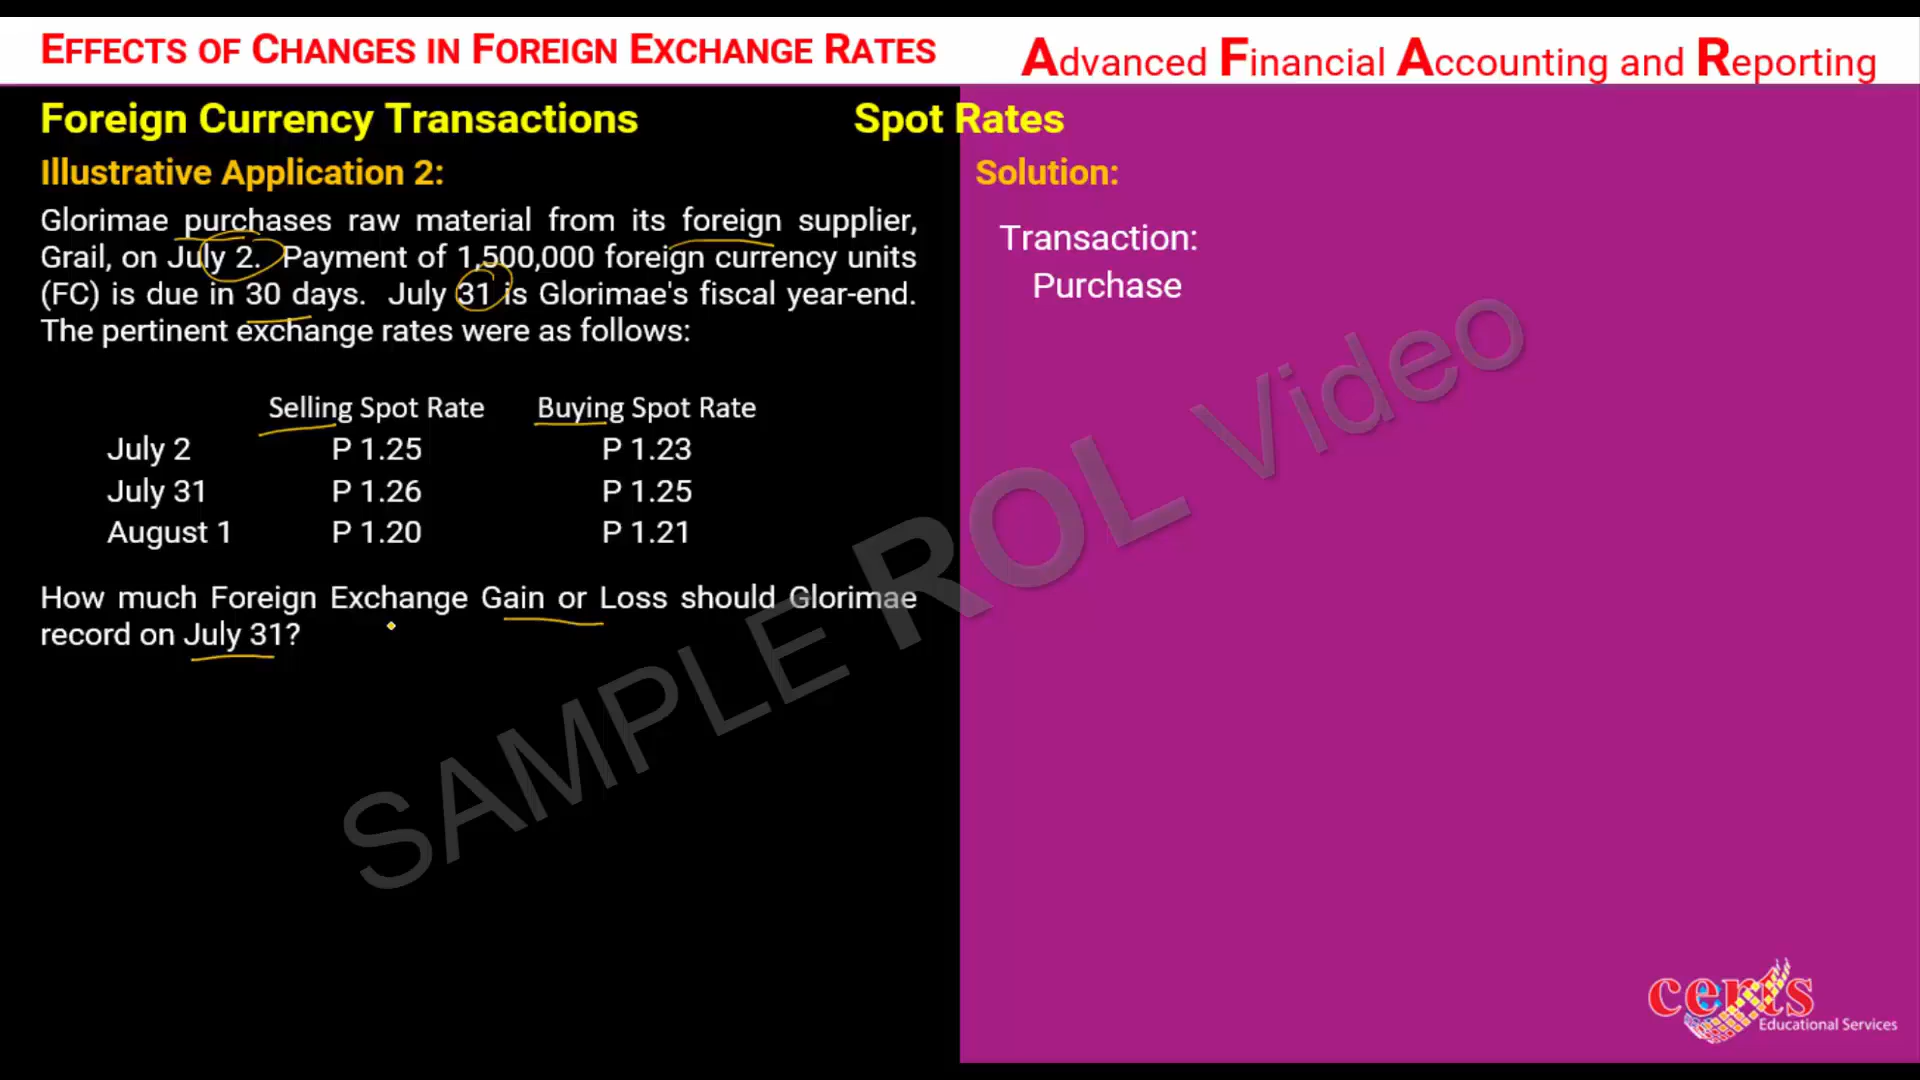 EFFECTS OF CHANGES IN FOREIGN EXCHANGE RATES
Advanced Financial Accounting and Reporting
Foreign Currency Transactions
Spot Rates
Illustrative Application 2:
Glorimae purchases raw material from its foreign supplier,
Grail, on July 2. Payment of 1,500,000 foreign currency units
(FC) is due in 30 days. July 31 is Glorimae's fiscal year-end.
The pertinent exchange rates were as follows:
Selling Spot Rate Buying Spot Rate
July 2 P 1.25 P 1.23
July 31 P 1.26 P 1.25
August 1 P 1.20 P 1.21
How much Foreign Exchange Gain or Loss should Glorimae
record on July 31?
Solution:
Transaction:
Purchase
SAMPLE ROL Video
certs
Educational Services